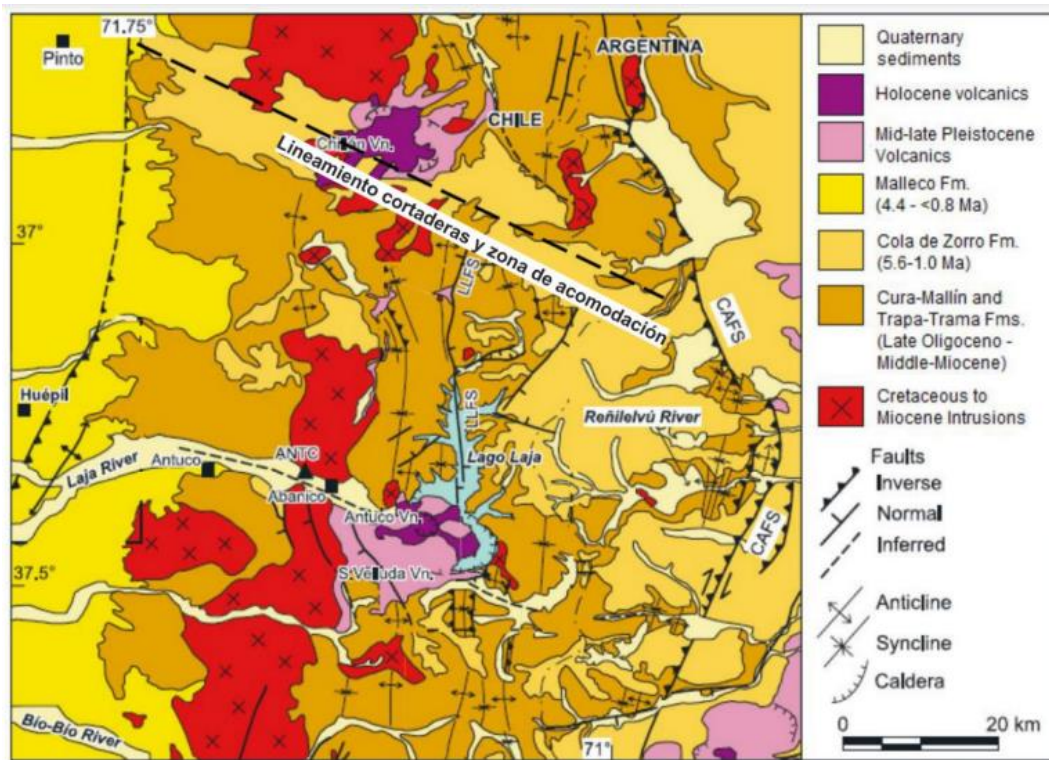 71.75°
Pinto
ARGENTINA
CHILE
Chillán Vn.
Lineamiento cortaderas y zona de acomodación
37°
LLFS
CAFS
Huépil
LLFS
Reñilelvú River
Lago Laja
Laja River
Antuco
ANTC
Abanico
Antuco Vn.
CAFS
S Velluda Vn.
37.5°
Bío-Bío River
71°
Quaternary
sediments
Holocene volcanics
Mid-late Pleistocene
Volcanics
Malleco Fm.
(4.4 - <0.8 Ma)
Cola de Zorro Fm.
(5.6-1.0 Ma)
Cura-Mallín and
Trapa-Trama Fms.
(Late Oligoceno -
Middle-Miocene)
Cretaceous to
Miocene Intrusions
Faults
Inverse
Normal
Inferred
Anticline
Syncline
Caldera
0 20 km